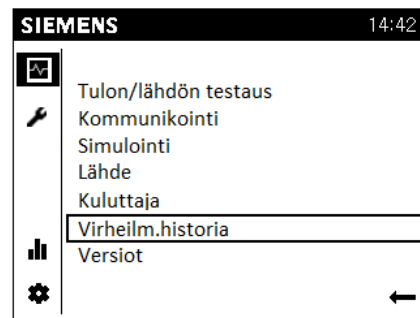 SIEMENS 14:42
Tulon/lähdön testaus
Kommunikointi
Simulointi
Lähde
Kuluttaja
Virheilm.historia
Versiot